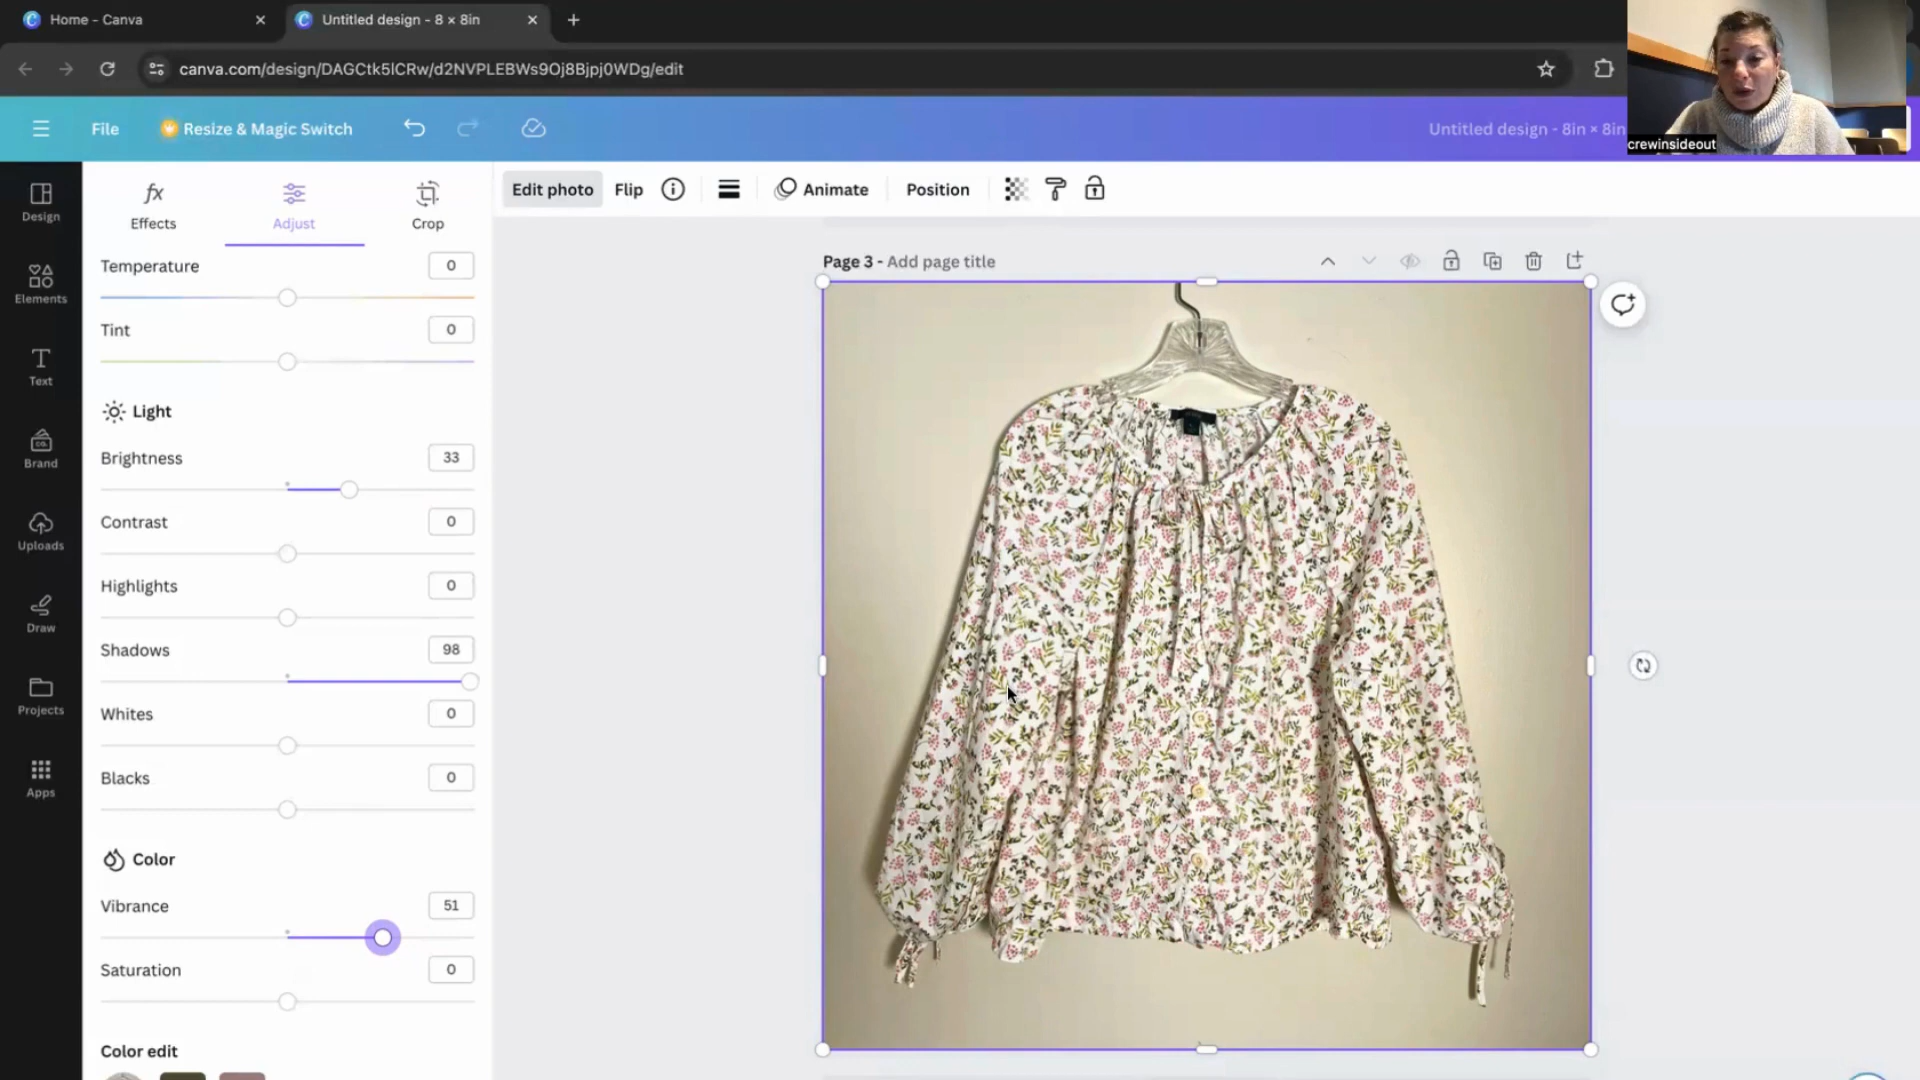 Home - Canva
Untitled design - 8 × 8in
canva.com/design/DAGCtk5lCRw/d2NVPLEBWs9Oj8Bjpj0WDg/edit
File
Resize & Magic Switch
Untitled design - 8in × 8in
crewinsideout
Design
Elements
Text
Brand
Uploads
Draw
Projects
Apps
Effects
Adjust
Crop
Edit photo
Flip
Animate
Position
Temperature
0
Tint
0
Light
Brightness
33
Contrast
0
Highlights
0
Shadows
98
Whites
0
Blacks
0
Color
Vibrance
51
Saturation
0
Color edit
Page 3 - Add page title